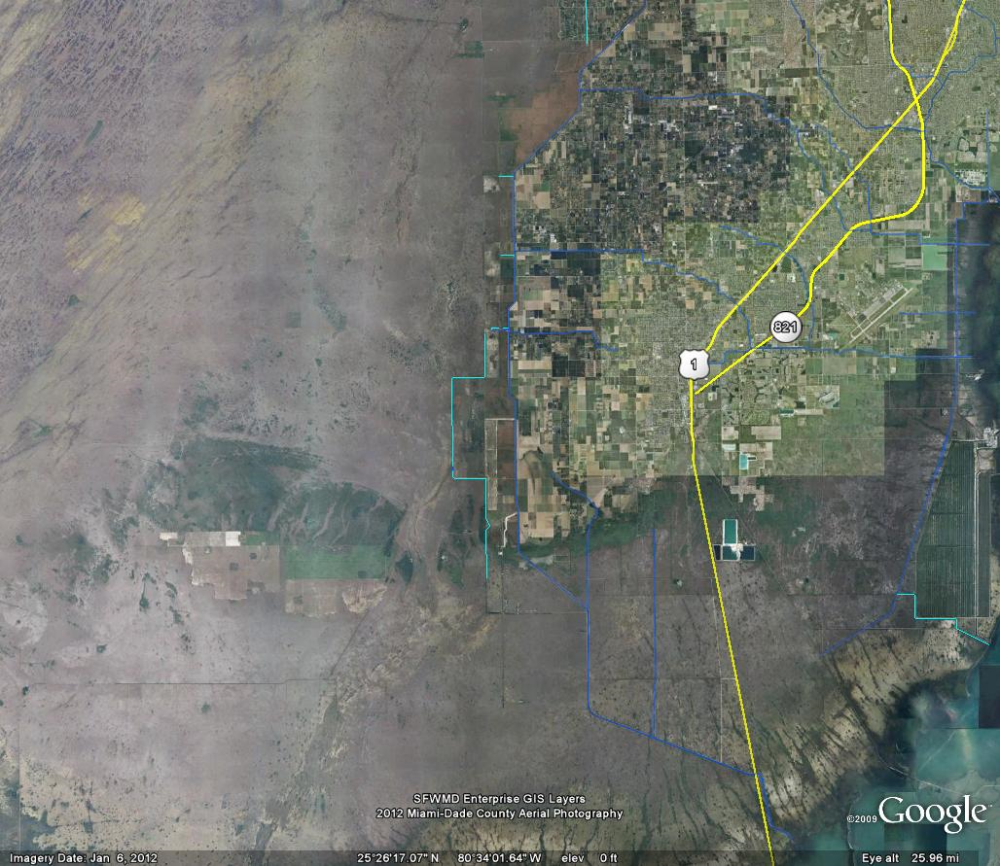 821
1
SFWMD Enterprise GIS Layers
2012 Miami-Dade County Aerial Photography
©2009 Google™
Imagery Date: Jan 6, 2012
25°26'17.07" N 80°34'01.64" W elev 0 ft
Eye alt 25.96 mi